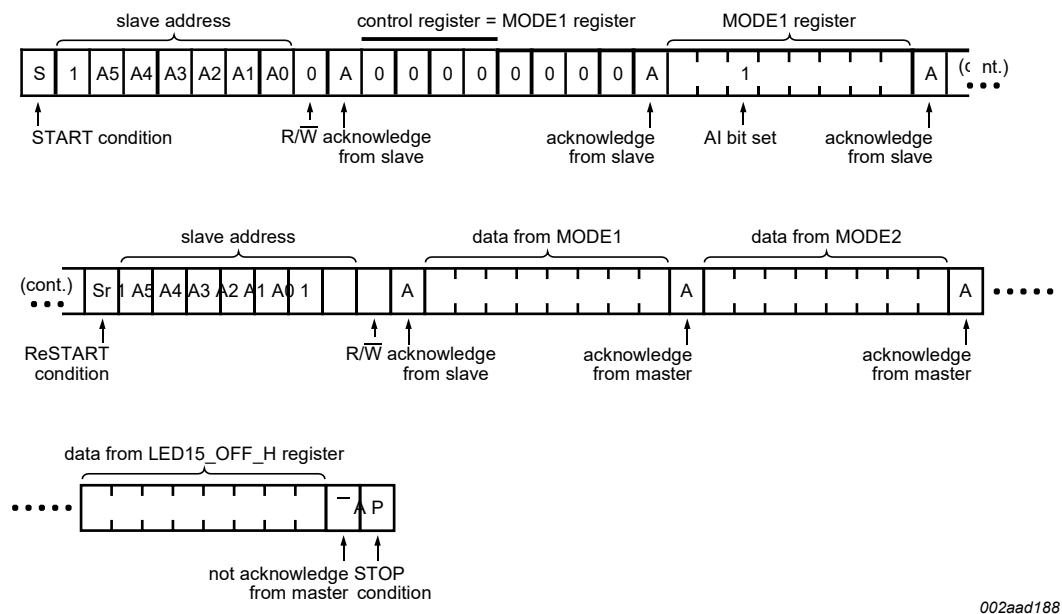 slave address control register = MODE1 register MODE1 register
S 1 A5 A4 A3 A2 A1 A0 0 A 0 0 0 0 0 0 0 0 A 1 A (c nt.)
START condition R/W acknowledge from slave acknowledge from slave AI bit set acknowledge from slave
slave address data from MODE1 data from MODE2
(cont.) Sr 1 A5 A4 A3 A2 A1 A0 1 A A A
ReSTART condition R/W acknowledge from slave acknowledge from master acknowledge from master
data from LED15_OFF_H register
A P
not acknowledge from master STOP condition
002aad188